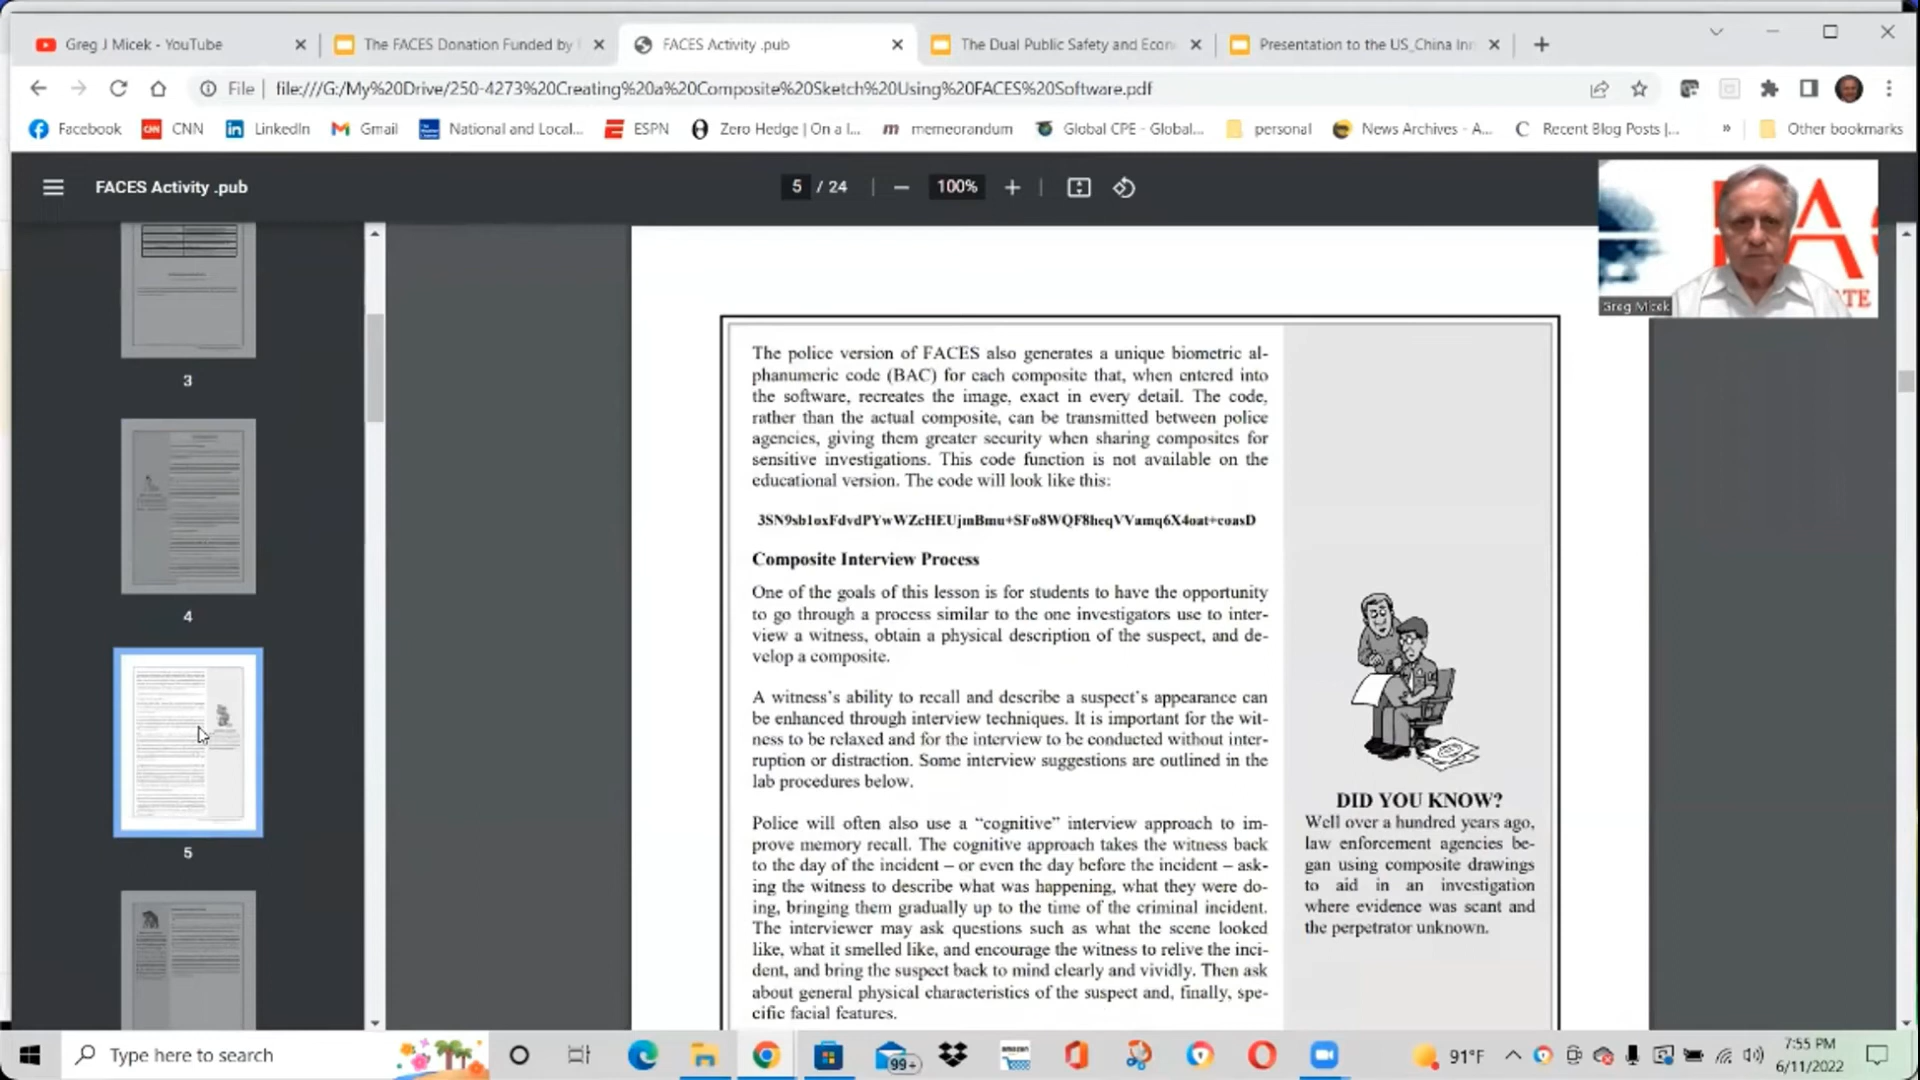 Greg J Micek - YouTube
The FACES Donation Funded by
FACES Activity .pub
The Dual Public Safety and Econ
Presentation to the US_China Inn
File
file:///G:/My%20Drive/250-4273%20Creating%20a%20Composite%20Sketch%20Using%20FACES%20Software.pdf
Facebook
CNN
LinkedIn
Gmail
National and Local...
ESPN
Zero Hedge | On a l...
memeorandum
Global CPE - Global...
personal
News Archives - A...
Recent Blog Posts |...
»
Other bookmarks
FACES Activity .pub
5 / 24
100%
Greg Micek
3
4
5
The police version of FACES also generates a unique biometric al-
phanumeric code (BAC) for each composite that, when entered into
the software, recreates the image, exact in every detail. The code,
rather than the actual composite, can be transmitted between police
agencies, giving them greater security when sharing composites for
sensitive investigations. This code function is not available on the
educational version. The code will look like this:
3SN9sb1oxFdvdPYwWZcHEUjmBmu+SFo8WQF8heqVVamq6X4oat+coasD
Composite Interview Process
One of the goals of this lesson is for students to have the opportunity
to go through a process similar to the one investigators use to inter-
view a witness, obtain a physical description of the suspect, and de-
velop a composite.
A witness's ability to recall and describe a suspect's appearance can
be enhanced through interview techniques. It is important for the wit-
ness to be relaxed and for the interview to be conducted without inter-
ruption or distraction. Some interview suggestions are outlined in the
lab procedures below.
Police will often also use a “cognitive” interview approach to im-
prove memory recall. The cognitive approach takes the witness back
to the day of the incident – or even the day before the incident – ask-
ing the witness to describe what was happening, what they were do-
ing, bringing them gradually up to the time of the criminal incident.
The interviewer may ask questions such as what the scene looked
like, what it smelled like, and encourage the witness to relive the inci-
dent, and bring the suspect back to mind clearly and vividly. Then ask
about general physical characteristics of the suspect and, finally, spe-
cific facial features.
DID YOU KNOW?
Well over a hundred years ago,
law enforcement agencies be-
gan using composite drawings
to aid in an investigation
where evidence was scant and
the perpetrator unknown.
Type here to search
99+
amazon
91°F
7:55 PM
6/11/2022